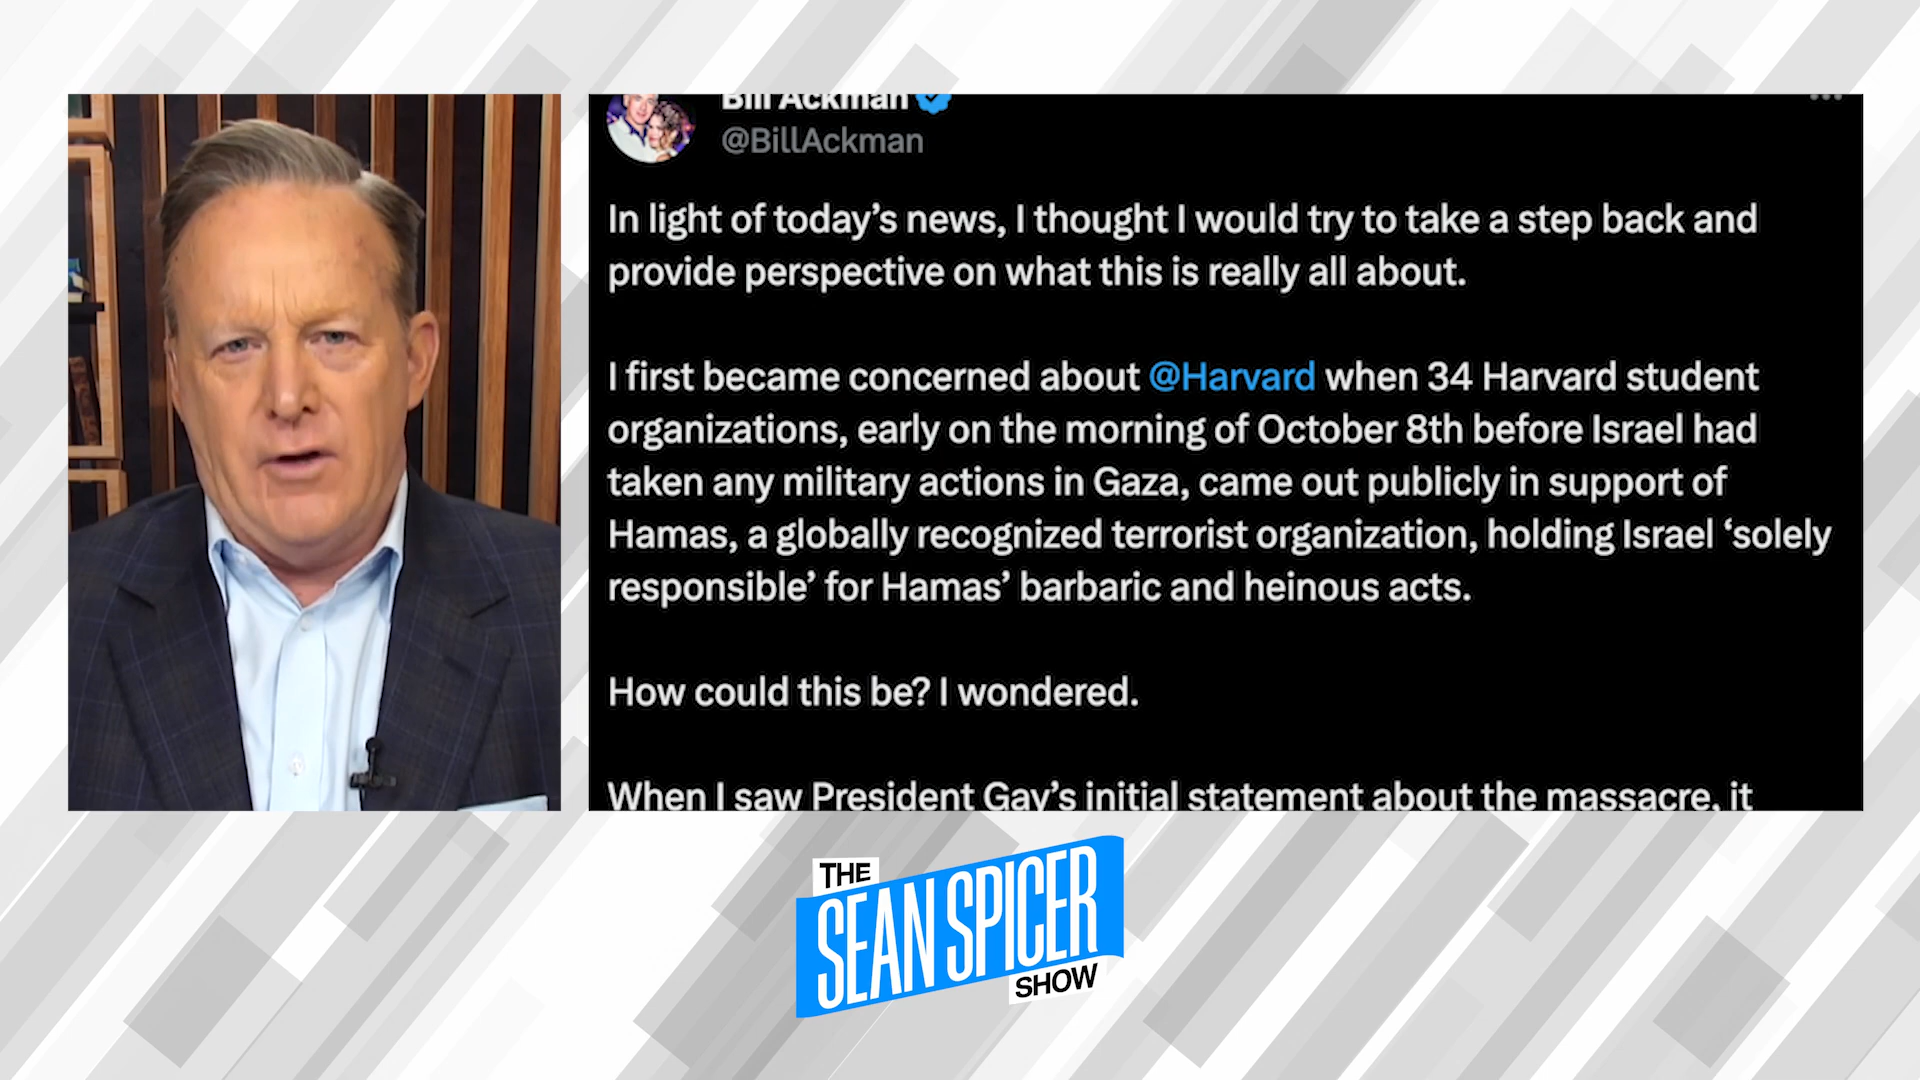 Bill Ackman
@BillAckman
In light of today’s news, I thought I would try to take a step back and
provide perspective on what this is really all about.
I first became concerned about @Harvard when 34 Harvard student
organizations, early on the morning of October 8th before Israel had
taken any military actions in Gaza, came out publicly in support of
Hamas, a globally recognized terrorist organization, holding Israel ‘solely
responsible’ for Hamas’ barbaric and heinous acts.
How could this be? I wondered.
When I saw President Gay’s initial statement about the massacre, it
THE
SEAN SPICER
SHOW